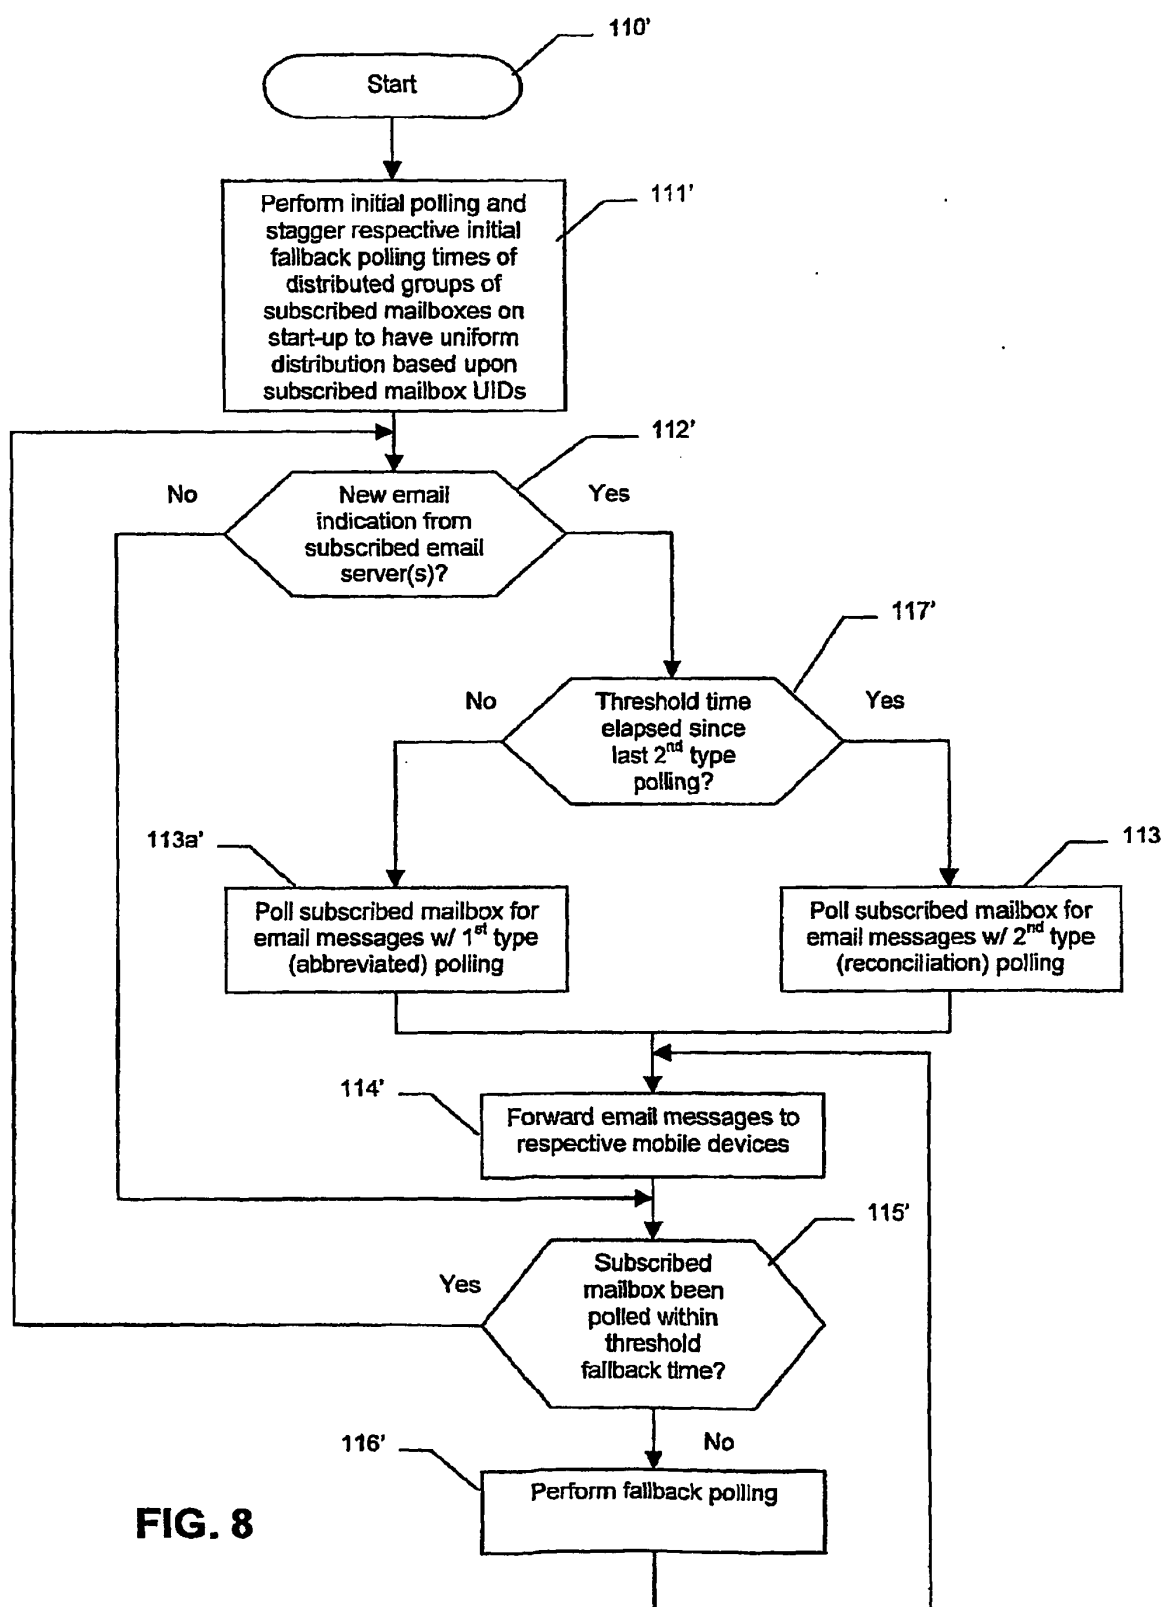 110'
Start
111'
Perform initial polling and
stagger respective initial
fallback polling times of
distributed groups of
subscribed mailboxes on
start-up to have uniform
distribution based upon
subscribed mailbox UIDs
112'
No
Yes
New email
indication from
subscribed email
server(s)?
117'
No
Yes
Threshold time
elapsed since
last 2nd type
polling?
113a'
113
Poll subscribed mailbox for
email messages w/ 1st type
(abbreviated) polling
Poll subscribed mailbox for
email messages w/ 2nd type
(reconciliation) polling
114'
Forward email messages to
respective mobile devices
115'
Yes
Subscribed
mailbox been
polled within
threshold
fallback time?
No
116'
Perform fallback polling
FIG. 8